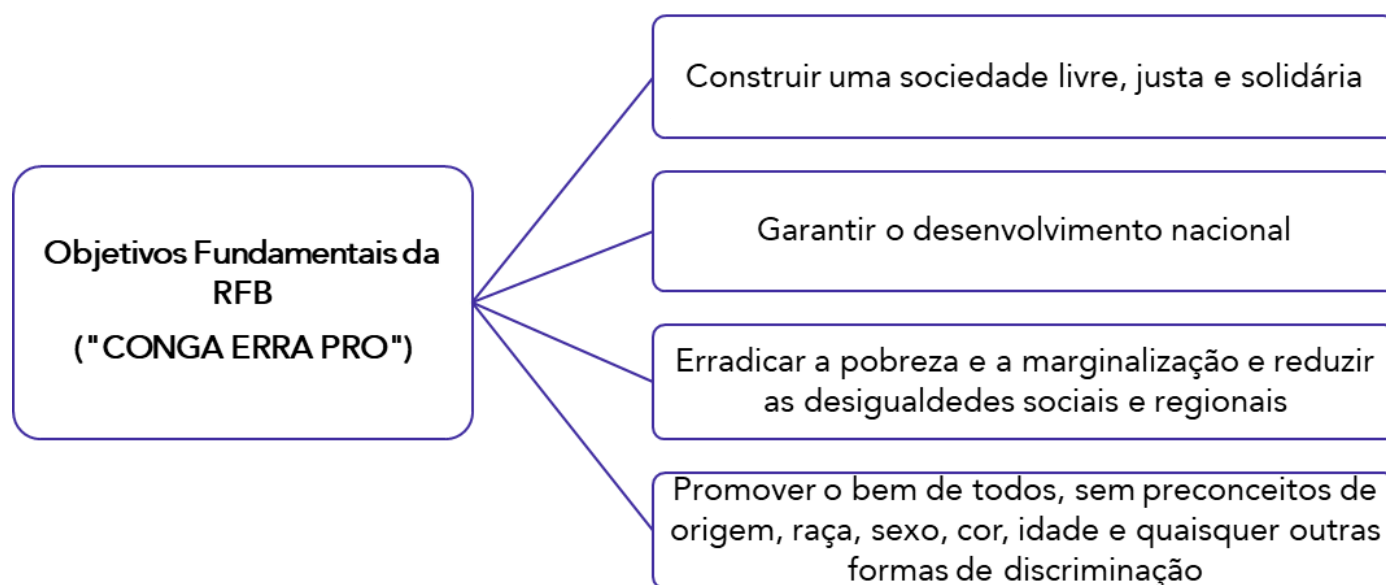 Objetivos Fundamentais da
RFB
("CONGA ERRA PRO")
Construir uma sociedade livre, justa e solidária
Garantir o desenvolvimento nacional
Erradicar a pobreza e a marginalização e reduzir
as desigualdedes sociais e regionais
Promover o bem de todos, sem preconceitos de
origem, raça, sexo, cor, idade e quaisquer outras
formas de discriminação